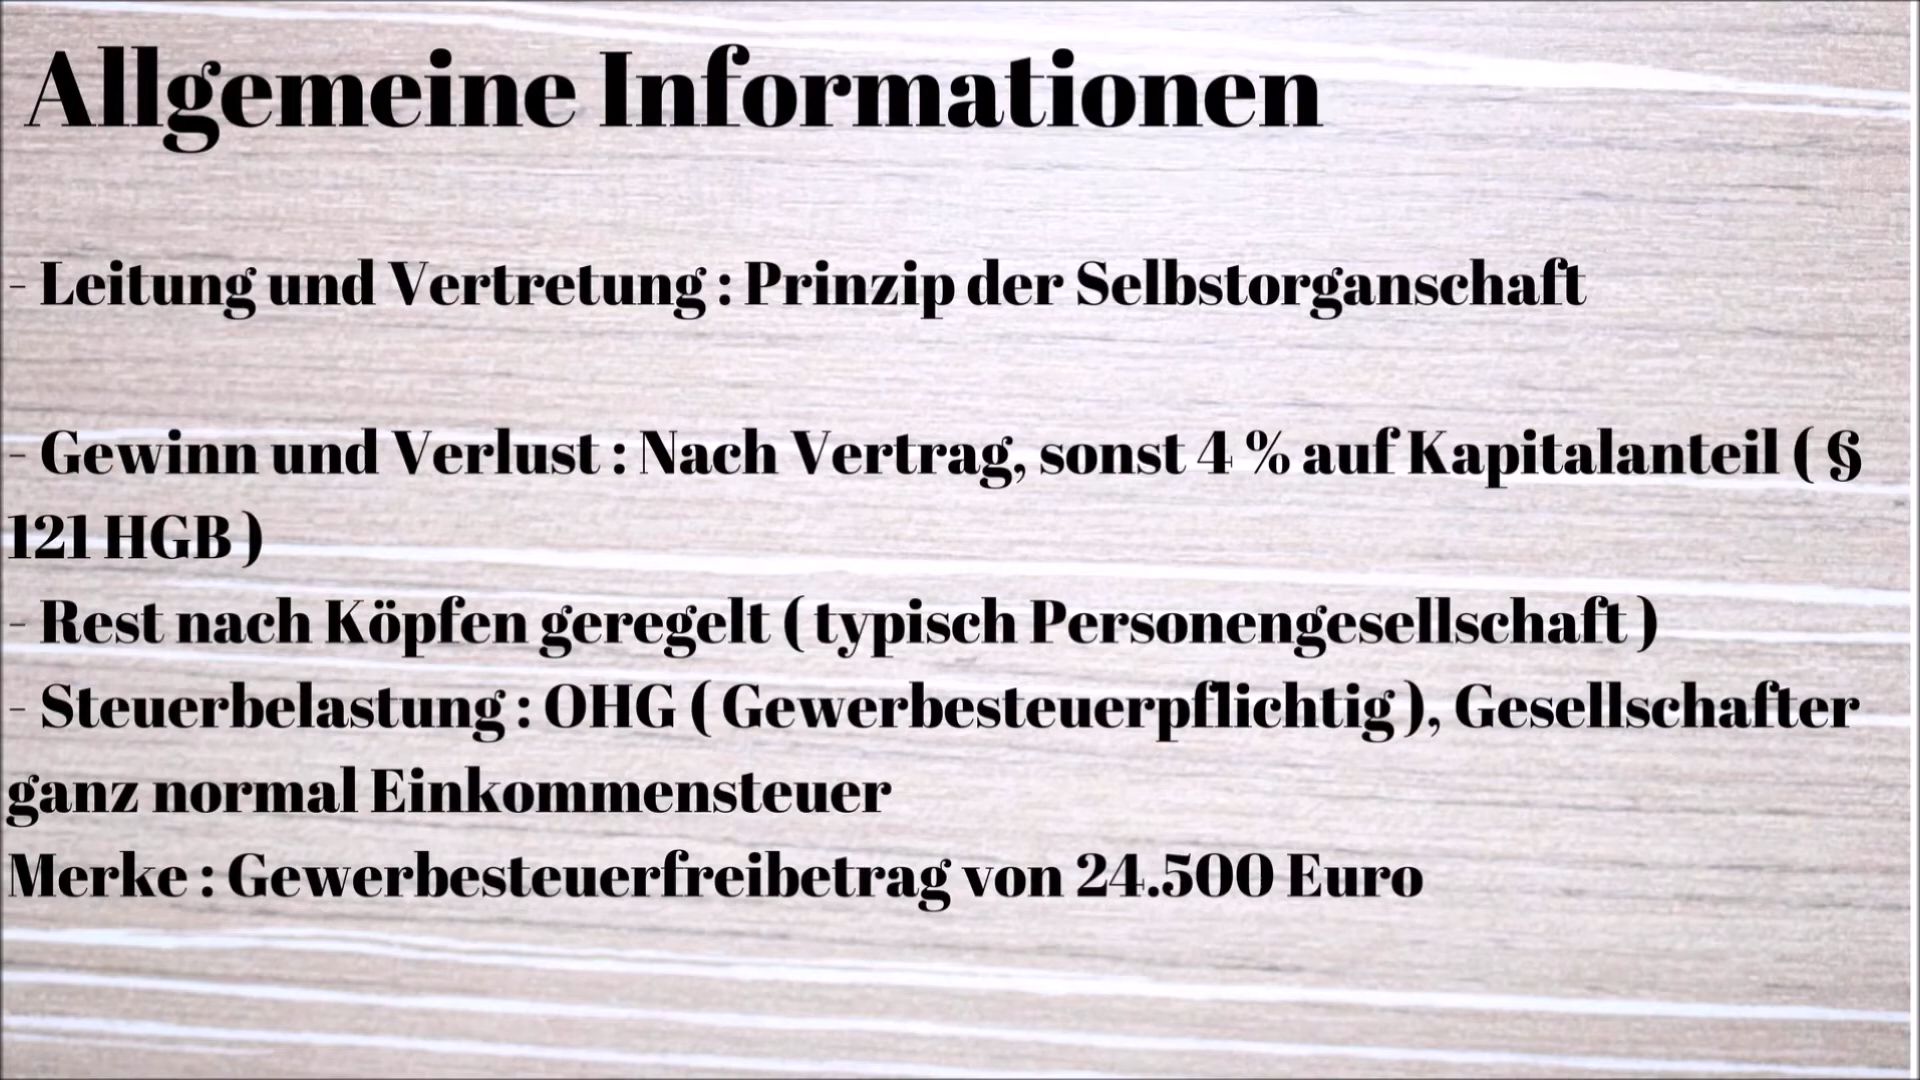 Allgemeine Informationen
- Leitung und Vertretung : Prinzip der Selbstorganschaft
- Gewinn und Verlust : Nach Vertrag, sonst 4 % auf Kapitalanteil ( §
121 HGB )
- Rest nach Köpfen geregelt ( typisch Personengesellschaft )
- Steuerbelastung : OHG ( Gewerbesteuerpflichtig ), Gesellschafter
ganz normal Einkommensteuer
Merke : Gewerbesteuerfreibetrag von 24.500 Euro